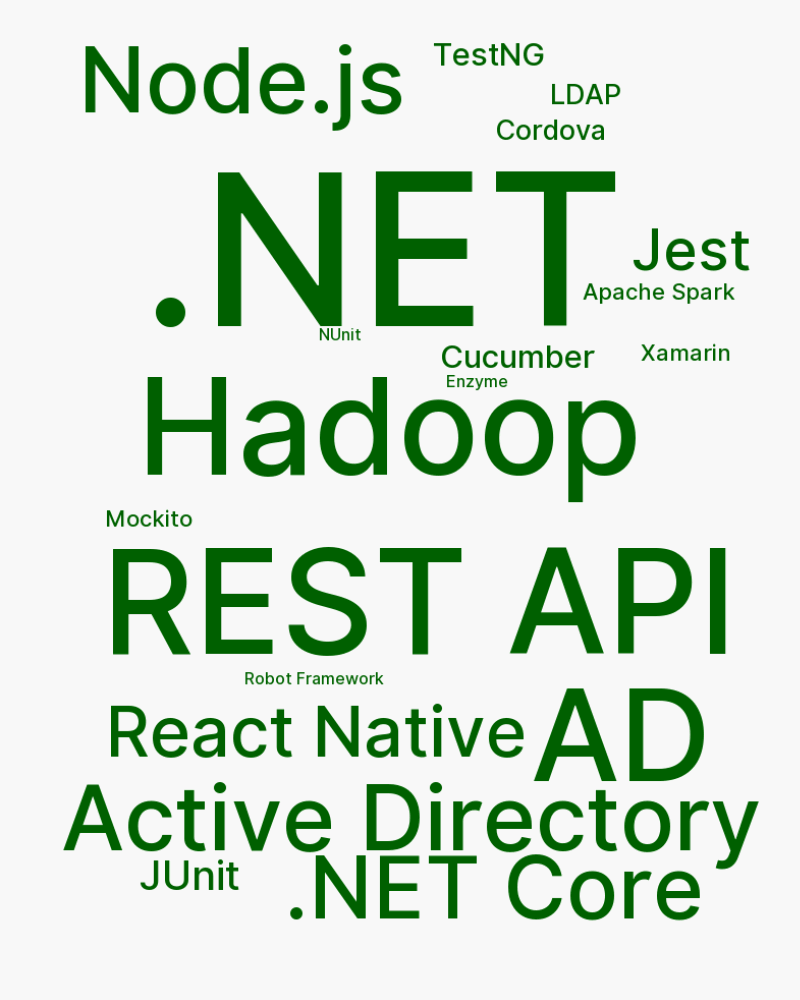 Node.js
TestNG
LDAP
Cordova
.NET
Jest
Apache Spark
NUnit
Cucumber
Xamarin
Enzyme
Hadoop
Mockito
REST API
Robot Framework
React Native
AD
Active Directory
JUnit
.NET Core